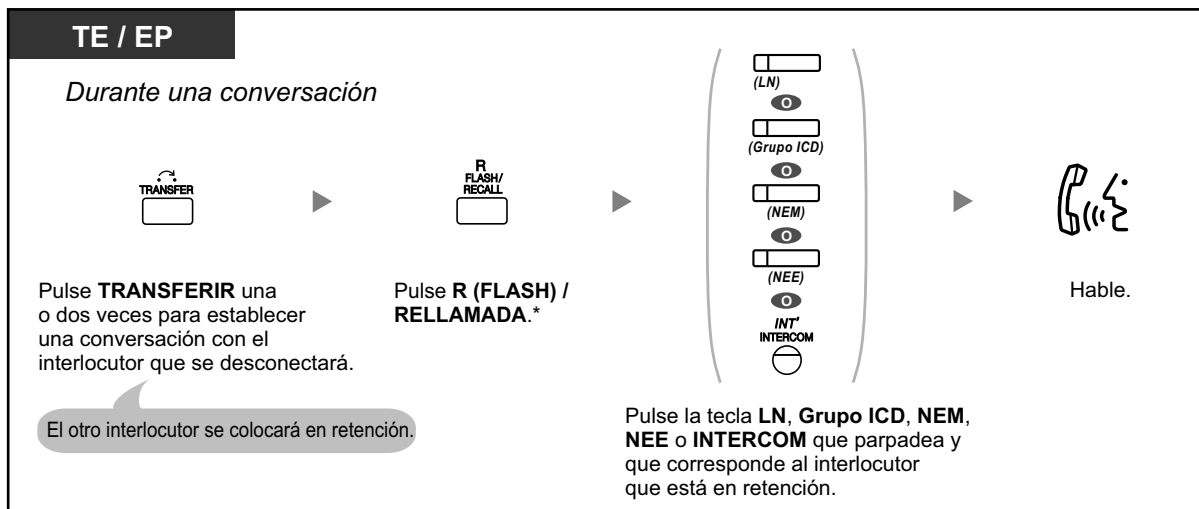 TE / EP
Durante una conversación
TRANSFER
R
FLASH/
RECALL
(LN)
O
(Grupo ICD)
O
(NEM)
O
(NEE)
O
INT'
INTERCOM
Pulse TRANSFERIR una
o dos veces para establecer
una conversación con el
interlocutor que se desconectará.
El otro interlocutor se colocará en retención.
Pulse R (FLASH) /
RELLAMADA.*
Pulse la tecla LN, Grupo ICD, NEM,
NEE o INTERCOM que parpadea y
que corresponde al interlocutor
que está en retención.
Hable.